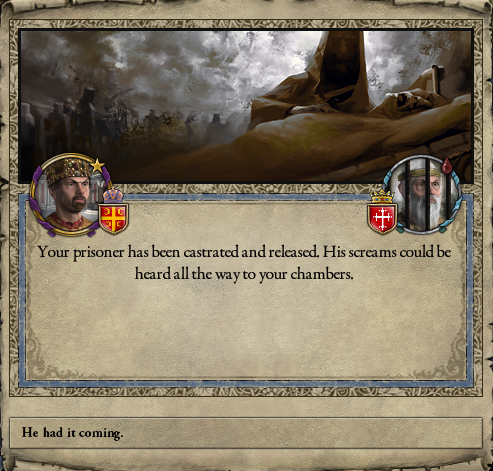 Your prisoner has been castrated and released. His screams could be
heard all the way to your chambers.
He had it coming.